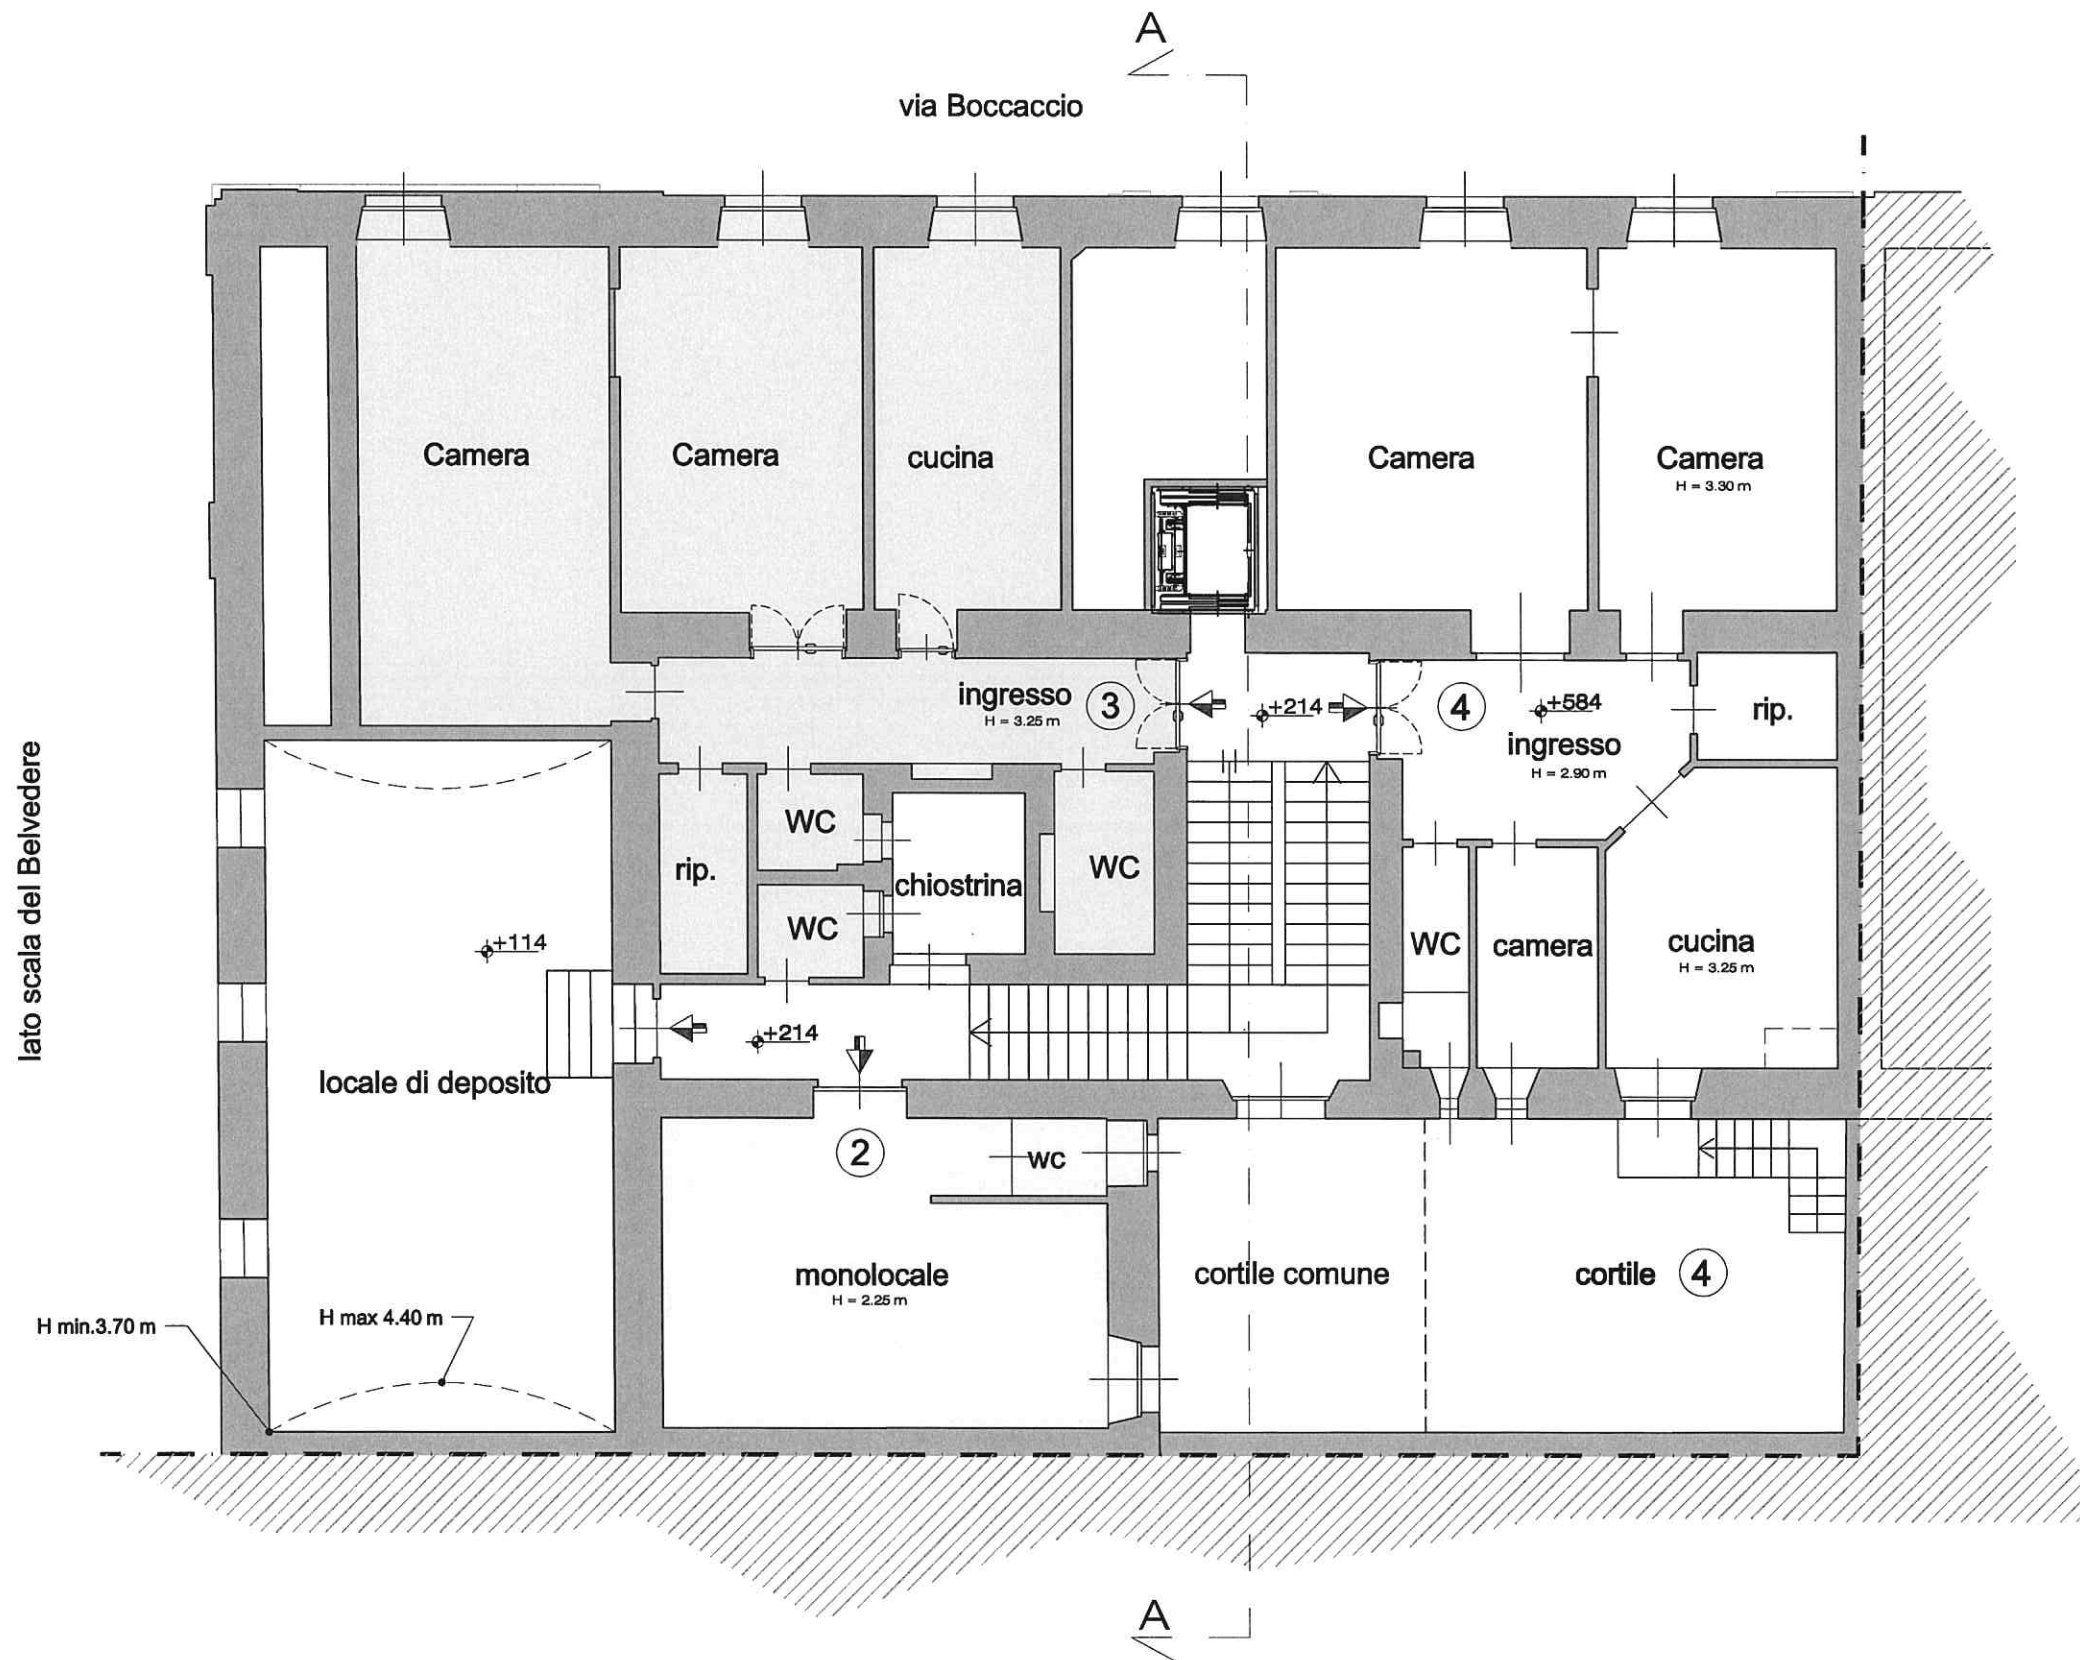 A
via Boccaccio
Camera
Camera
cucina
Camera
Camera
H = 3.30 m
ingresso
H = 3.25 m
3
+214
4
+584
ingresso
H = 2.90 m
rip.
lato scala del Belvedere
WC
rip.
chiostrina
WC
WC
+114
WC
camera
cucina
H = 3.25 m
+214
locale di deposito
2
wc
monolocale
H = 2.25 m
cortile comune
cortile
4
H min.3.70 m
H max 4.40 m
A